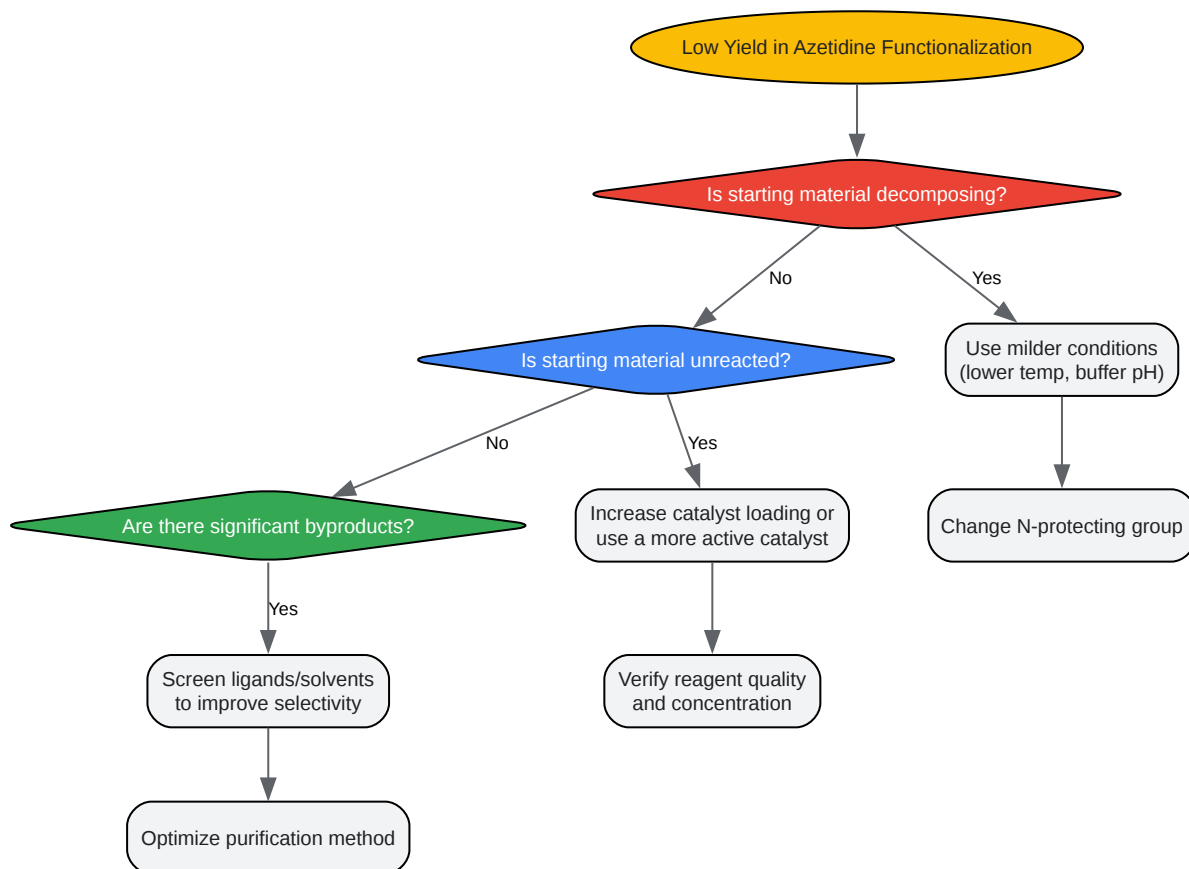 Low Yield in Azetidine Functionalization
Is starting material decomposing?
No
Yes
Is starting material unreacted?
Use milder conditions
(lower temp, buffer pH)
No
Yes
Are there significant byproducts?
Increase catalyst loading or
use a more active catalyst
Change N-protecting group
Yes
Screen ligands/solvents
to improve selectivity
Verify reagent quality
and concentration
Optimize purification method